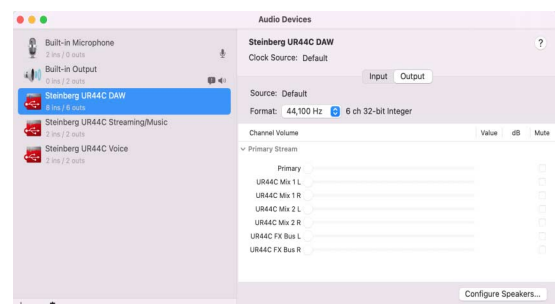 Audio Devices
Built-in Microphone
2 ins / 0 outs
Built-in Output
0 ins / 2 outs
Steinberg UR44C DAW
6 ins / 6 outs
Steinberg UR44C Streaming/Music
2 ins / 2 outs
Steinberg UR44C Voice
2 ins / 2 outs
Steinberg UR44C DAW
?
Clock Source: Default
Input Output
Source: Default
Format: 44,100 Hz 6 ch 32-bit Integer
Channel Volume Value dB Mute
Primary Stream
Primary
UR44C Mix 1 L
UR44C Mix 1 R
UR44C Mix 2 L
UR44C Mix 2 R
UR44C FX Bus L
UR44C FX Bus R
Configure Speakers...